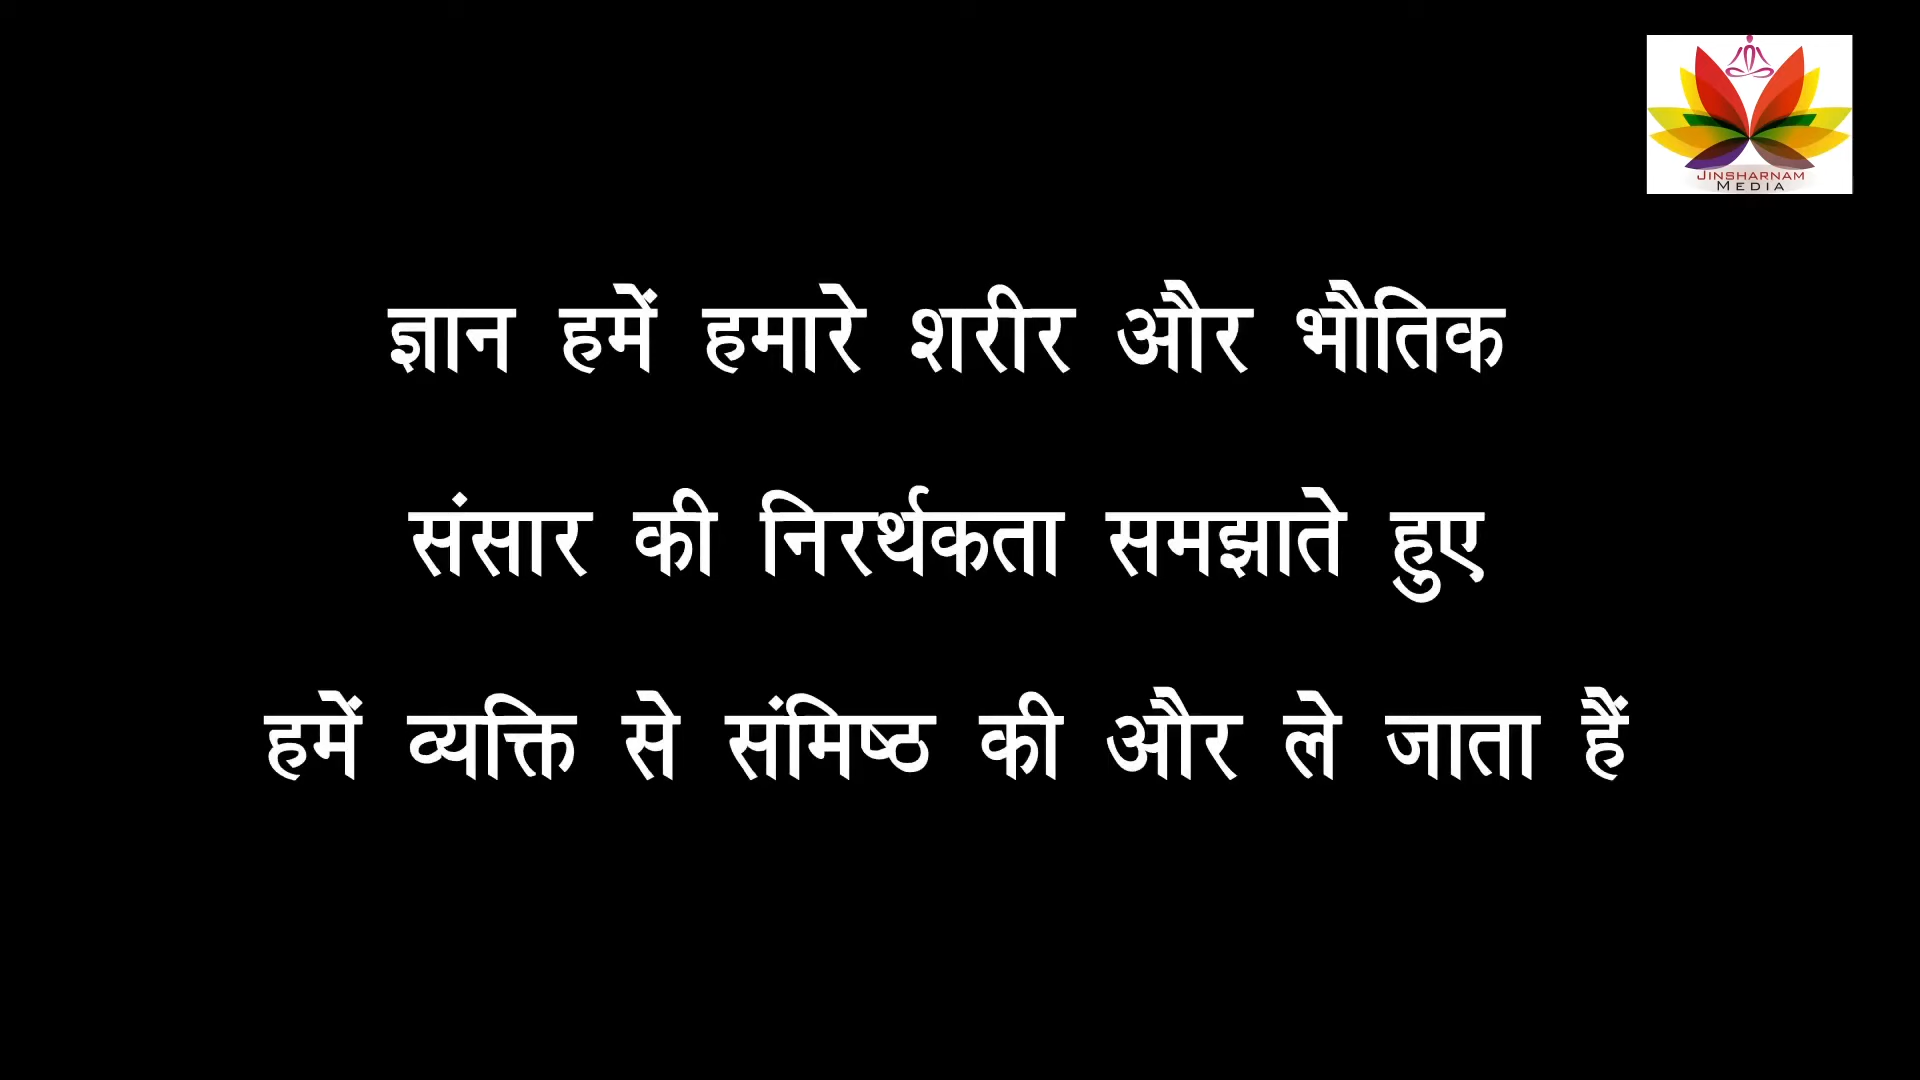 JINSHARNAM
MEDIA
ज्ञान हमें हमारे शरीर और भौतिक
संसार की निरर्थकता समझाते हुए
हमें व्यक्ति से संमिष्ठ की और ले जाता हैं